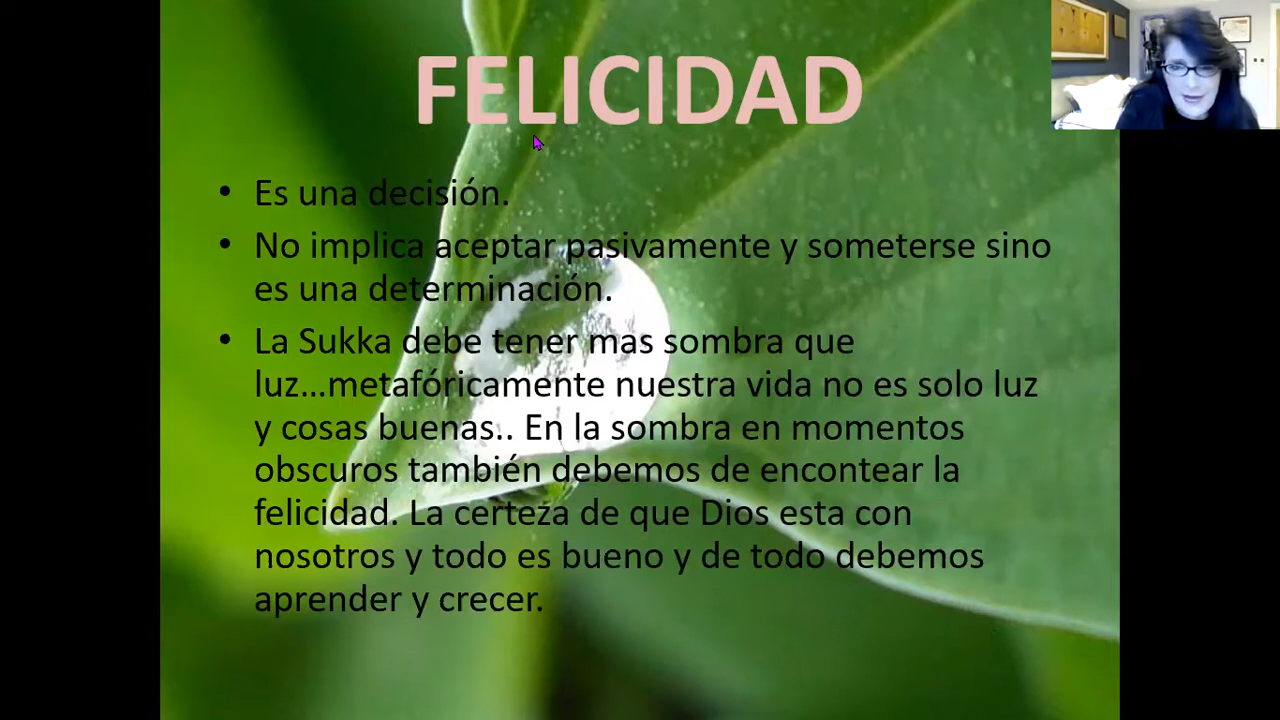 FELICIDAD
• Es una decisión.
• No implica aceptar pasivamente y someterse sino
es una determinación.
• La Sukka debe tener mas sombra que
luz...metafóricamente nuestra vida no es solo luz
y cosas buenas.. En la sombra en momentos
obscuros también debemos de encontear la
felicidad. La certeza de que Dios esta con
nosotros y todo es bueno y de todo debemos
aprender y crecer.